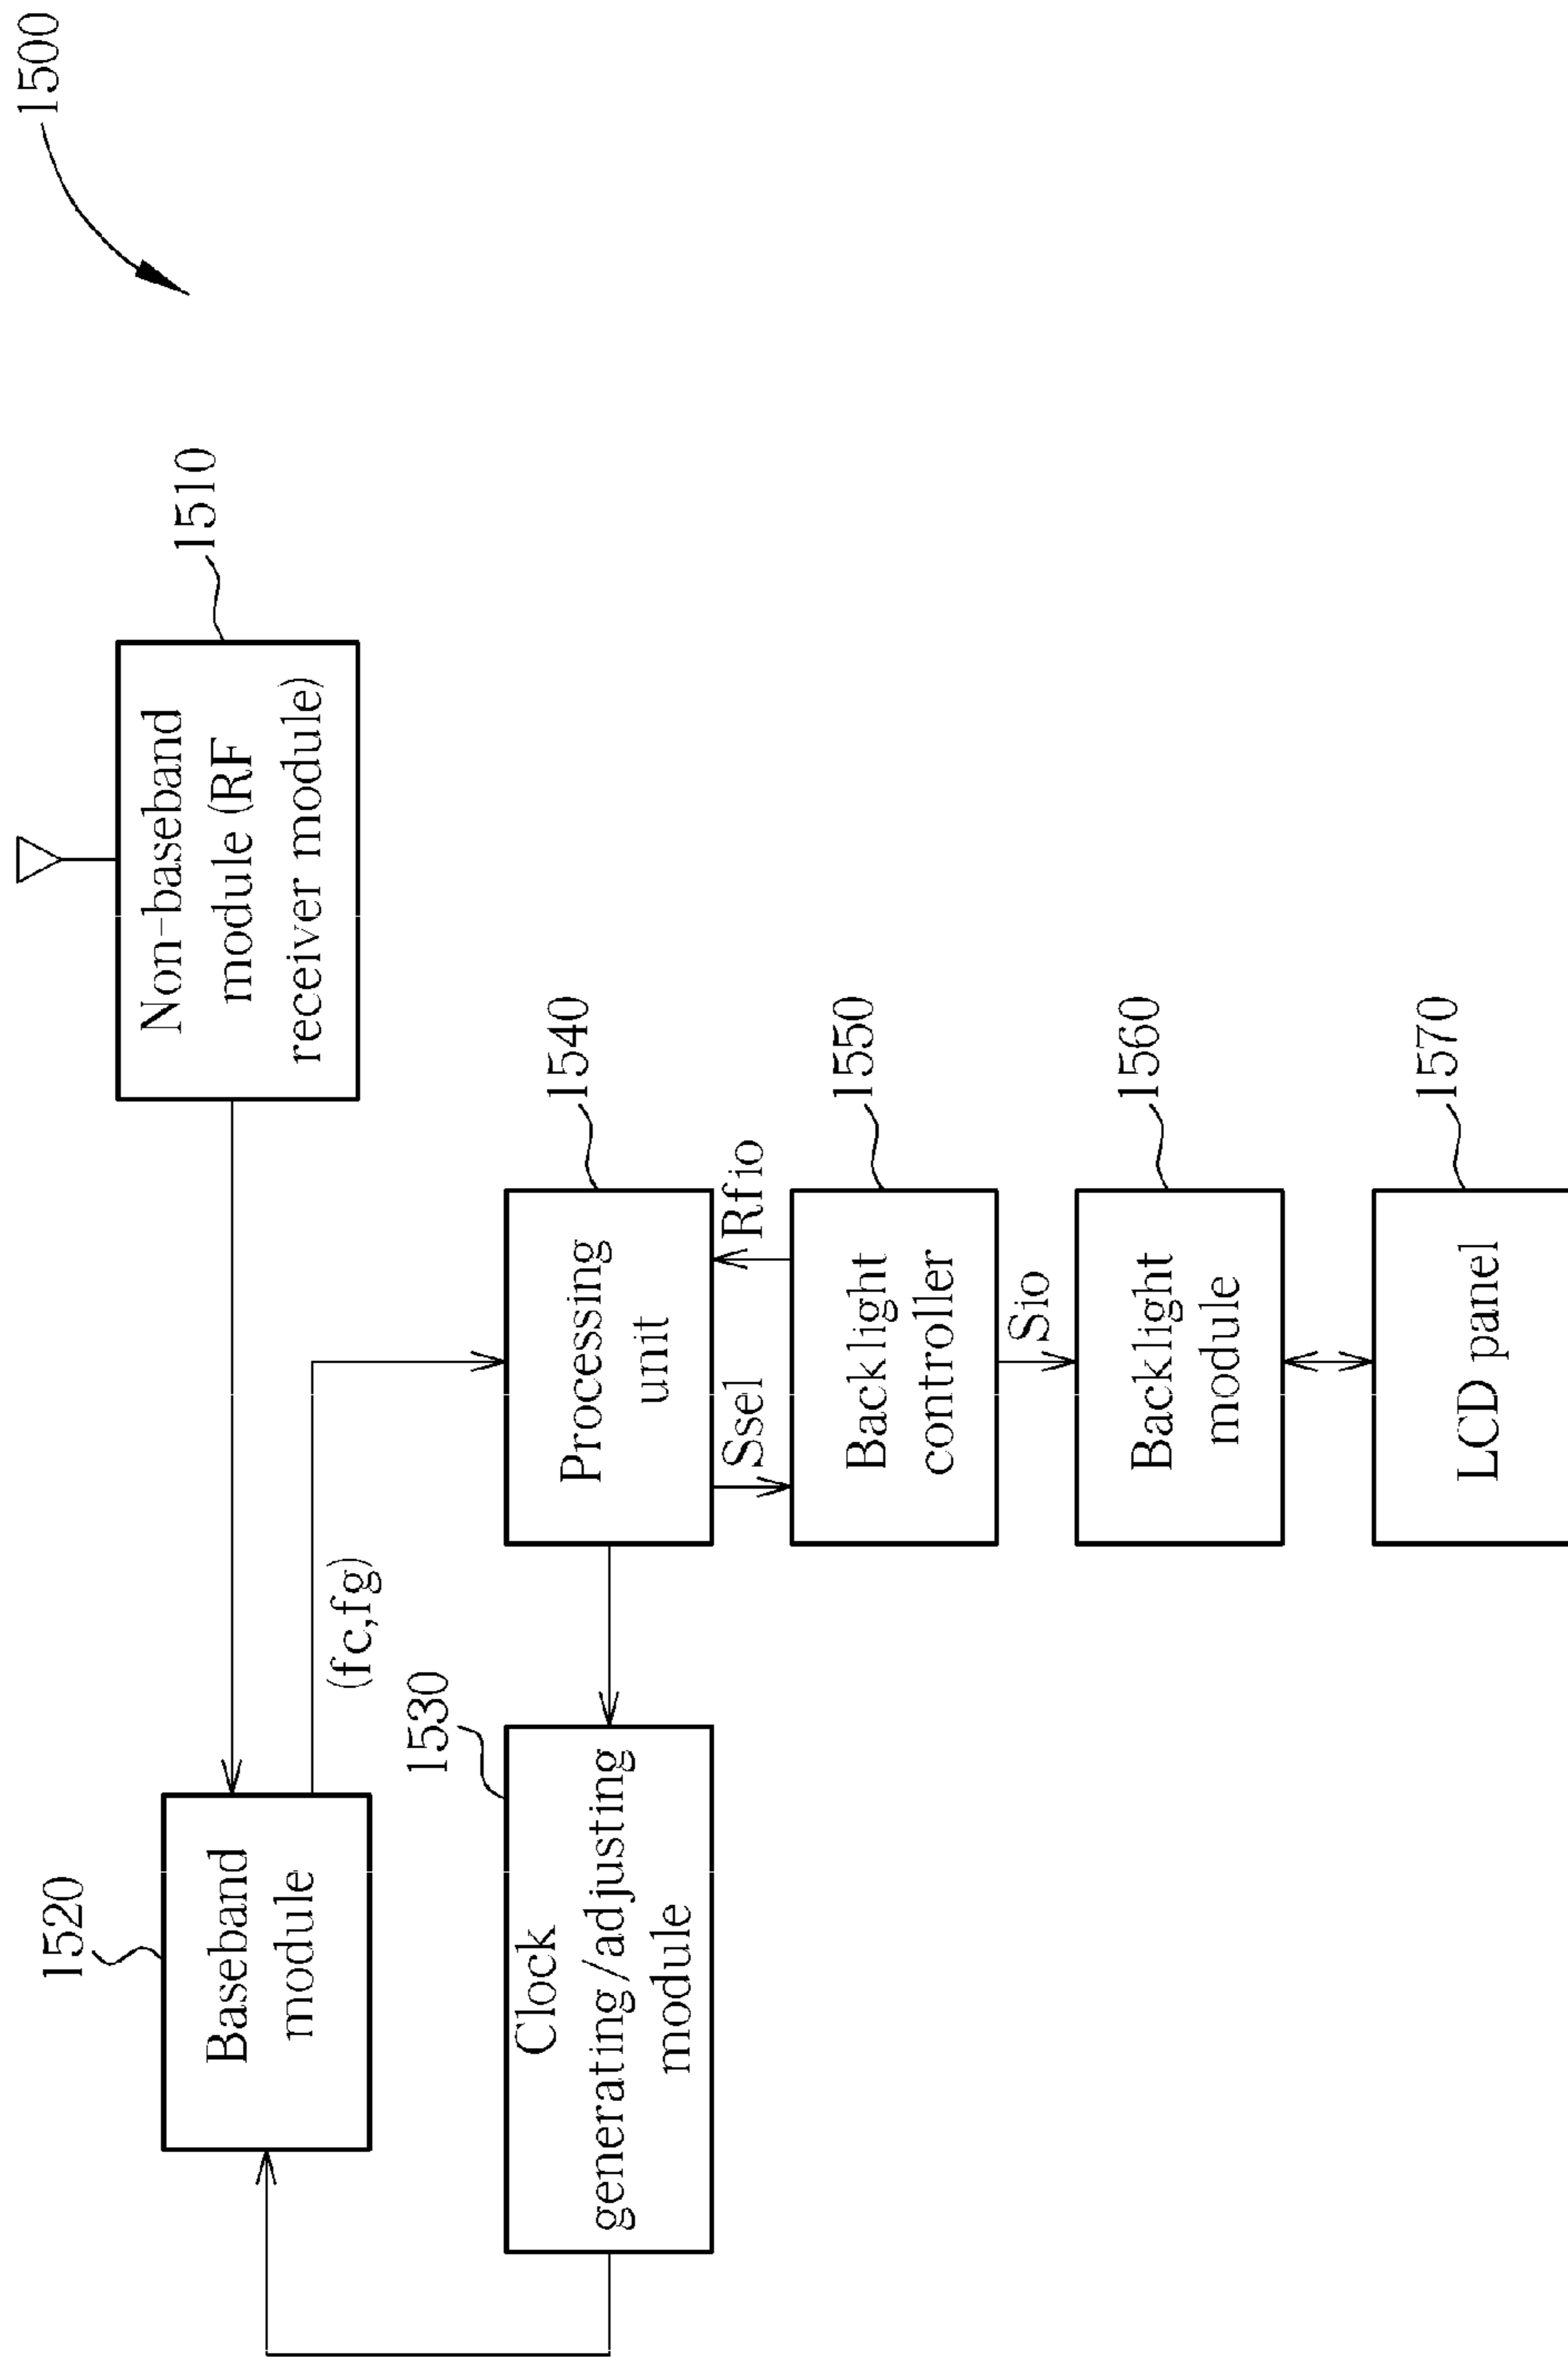 1500
1510
Non-baseband
module (RF
receiver module)
1520
Baseband
module
(fc,fg)
1530
Clock
generating/adjusting
module
1540
Processing
unit
Ssel
Rfio
1550
Backlight
controller
Sio
1560
Backlight
module
1570
LCD panel